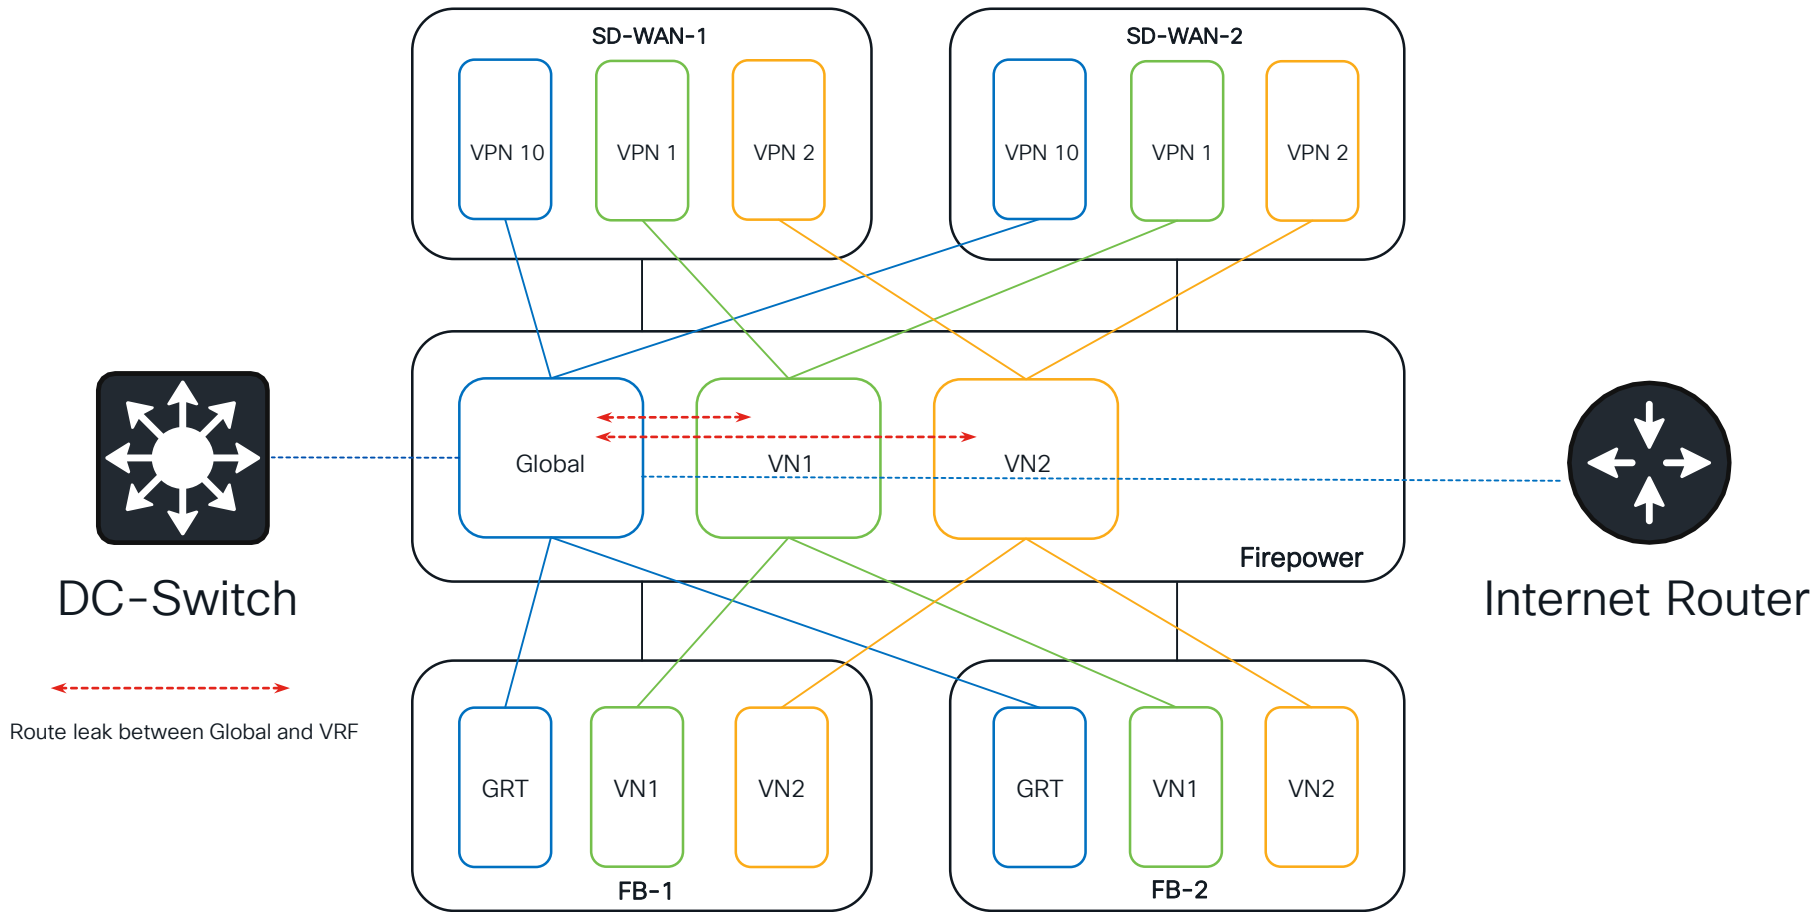 SD-WAN-1
SD-WAN-2
VPN 10
VPN 1
VPN 2
VPN 10
VPN 1
VPN 2
Global
VN1
VN2
Firepower
DC-Switch
Internet Router
Route leak between Global and VRF
GRT
VN1
VN2
GRT
VN1
VN2
FB-1
FB-2